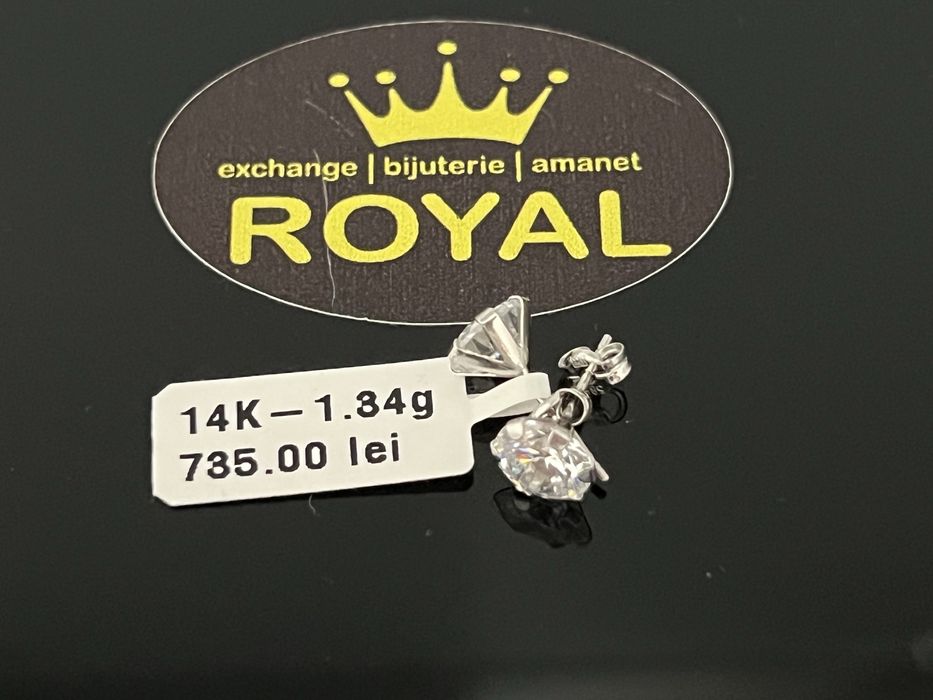 exchange | bijuterie | amanet
ROYAL
14K – 1.84g
735.00 lei